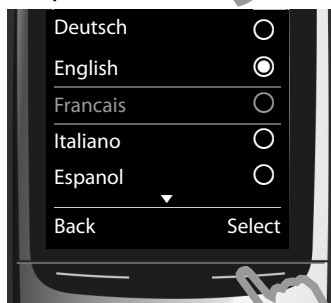 Deutsch
English
Francais
Italiano
Espanol
Back Select